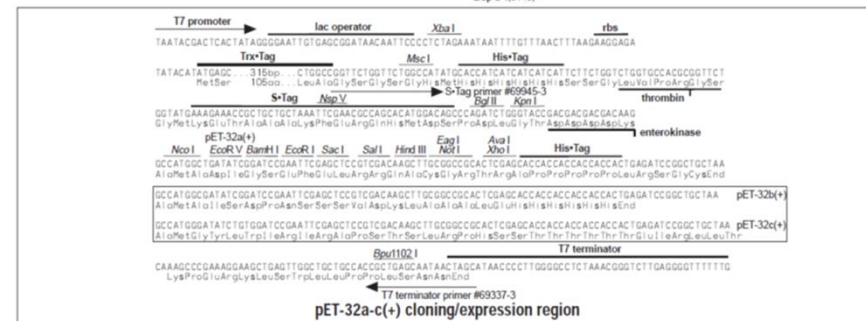 T7 promoter lac operator Xba I rbs
TAATACGACTCACTATAGGGGAATTGTGAGCGGATAACAATTCCCCTCTAGAAATAATTTTGTTTAACTTTAAGAAGGAGA
Trx•Tag Msc I His•Tag
TATACATATGAGC...315bp...CTGGCCGGTTCTGGTTCTGGCCATATGCACCATCATCATCATCATTCTTCTGGTCTGGTGCCACGCGGTTCT
MetSer 105aa LeuAlaGlySerGlySerGlyHisMetHisHisHisHisHisHisSerSerGlyLeuValProArgGlySer
S•Tag primer #69945-3
thrombin
S•Tag Nsp V Bgl II Kpn I
GGTATGAAAGAAACCGCTGCTGCTAAATTCGAACGCCAGCACATGGACAGCCCAGATCTGGGTACCGACGACGACGACAAG
GlyMetLysGluThrAlaAlaAlaLysPheGluArgGlnHisMetAspSerProAspLeuGlyThrAspAspAspAspLys
enterokinase
pET-32a(+)
Nco I EcoR V BamH I EcoR I Sac I Sal I Hind III Eag I Not I Ava I Xho I His•Tag
GCCATGGCTGATATCGGATCCGAATTCGAGCTCCGTCGACAAGCTTGCGGCCGCACTCGAGCACCACCACCACCACCACTGAGATCCGGCTGCTAA
AlaMetAlaAspIleGlySerGluPheGluLeuArgArgGlnAlaCysGlyArgThrArgAlaProProProProProProLeuArgSerGlyCysEnd
GCCATGGCGATATCGGATCCGAATTCGAGCTCCGTCGACAAGCTTGCGGCCGCACTCGAGCACCACCACCACCACCACTGAGATCCGGCTGCTAA pET-32b(+)
AlaMetAlaIleSerAspProAsnSerSerSerValAspLysLeuAlaAlaAlaLeuGluHisHisHisHisHisHisEnd
GCCATGGGATATCTGTGGATCCGAATTCGAGCTCCGTCGACAAGCTTGCGGCCGCACTCGAGCACCACCACCACCACCACTGAGATCCGGCTGCTAA pET-32c(+)
AlaMetGlyTyrLeuTrpIleArgIleArgAlaProSerThrSerLeuArgProHisSerSerThrThrThrThrThrThrGluIleArgLeuLeuThr
Bpu1102 I T7 terminator
CAAAGCCCGAAAGGAAGCTGAGTTGGCTGCTGCCACCGCTGAGCAATAACTAGCATAACCCCTTGGGGCCTCTAAACGGGTCTTGAGGGGTTTTTTG
LysProGluArgLysLeuSerTrpLeuLeuProProLeuSerAsnAsnEnd
T7 terminator primer #69337-3
pET-32a-c(+) cloning/expression region